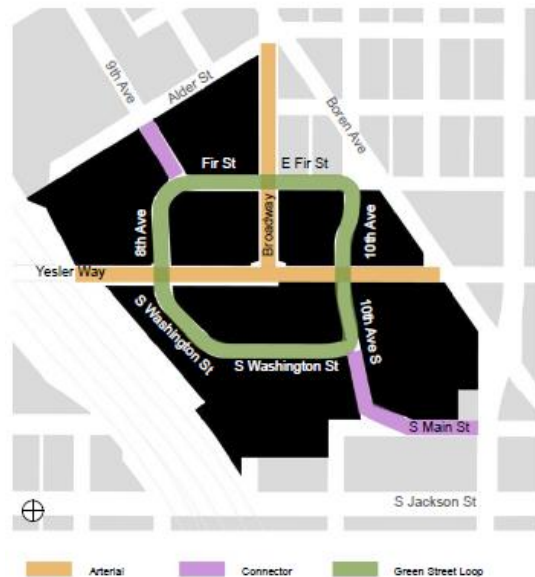 9th Ave
Alder St
Boren Ave
Fir St
E Fir St
8th Ave
Broadway
10th Ave
Yesler Way
S Washington St
10th Ave S
S Washington St
S Main St
S Jackson St
Arterial
Connector
Green Street Loop